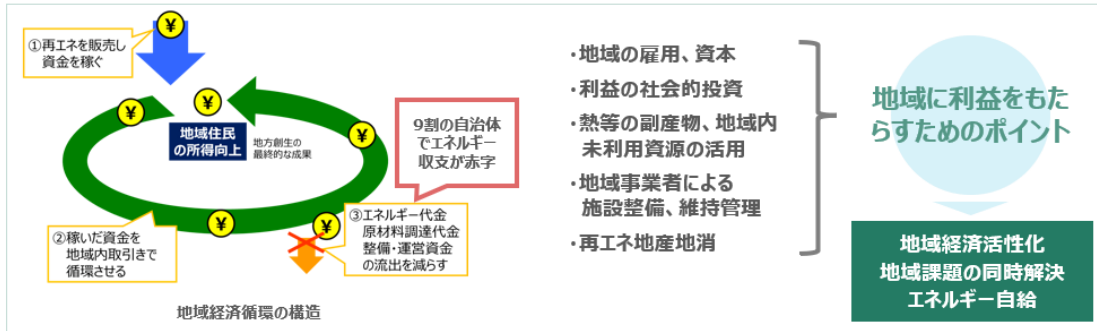 ①再エネを販売し
資金を稼ぐ
¥
¥
¥
¥
¥
¥
地域住民
の所得向上
地方創生の
最終的な成果
9割の自治体
でエネルギー
収支が赤字
②稼いだ資金を
地域内取引きで
循環させる
③エネルギー代金
原材料調達代金
整備・運営資金
の流出を減らす
地域経済循環の構造
・地域の雇用、資本
・利益の社会的投資
・熱等の副産物、地域内
未利用資源の活用
・地域事業者による
施設整備、維持管理
・再エネ地産地消
地域に利益をもた
らすためのポイント
地域経済活性化
地域課題の同時解決
エネルギー自給